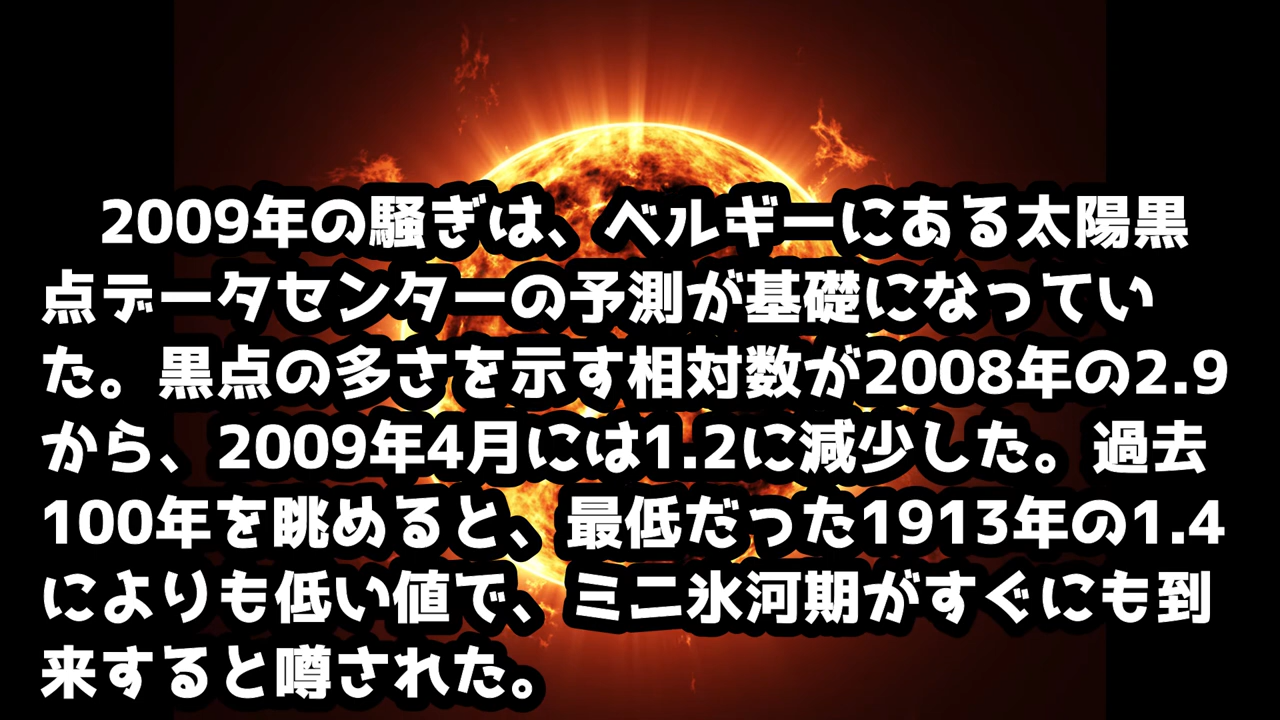 2009年の騒ぎは、ベルギーにある太陽黒
点データセンターの予測が基礎になってい
た。黒点の多さを示す相対数が2008年の2.9
から、2009年4月には1.2に減少した。過去
100年を眺めると、最低だった1913年の1.4
によりも低い値で、ミニ氷河期がすぐにも到
来すると噂された。